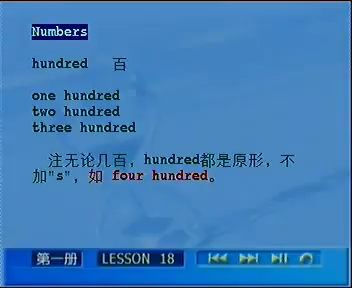 Numbers
hundred 百
one hundred
two hundred
three hundred
注无论几百，hundred都是原形，不
加"s"，如 four hundred。
第一册 LESSON 18